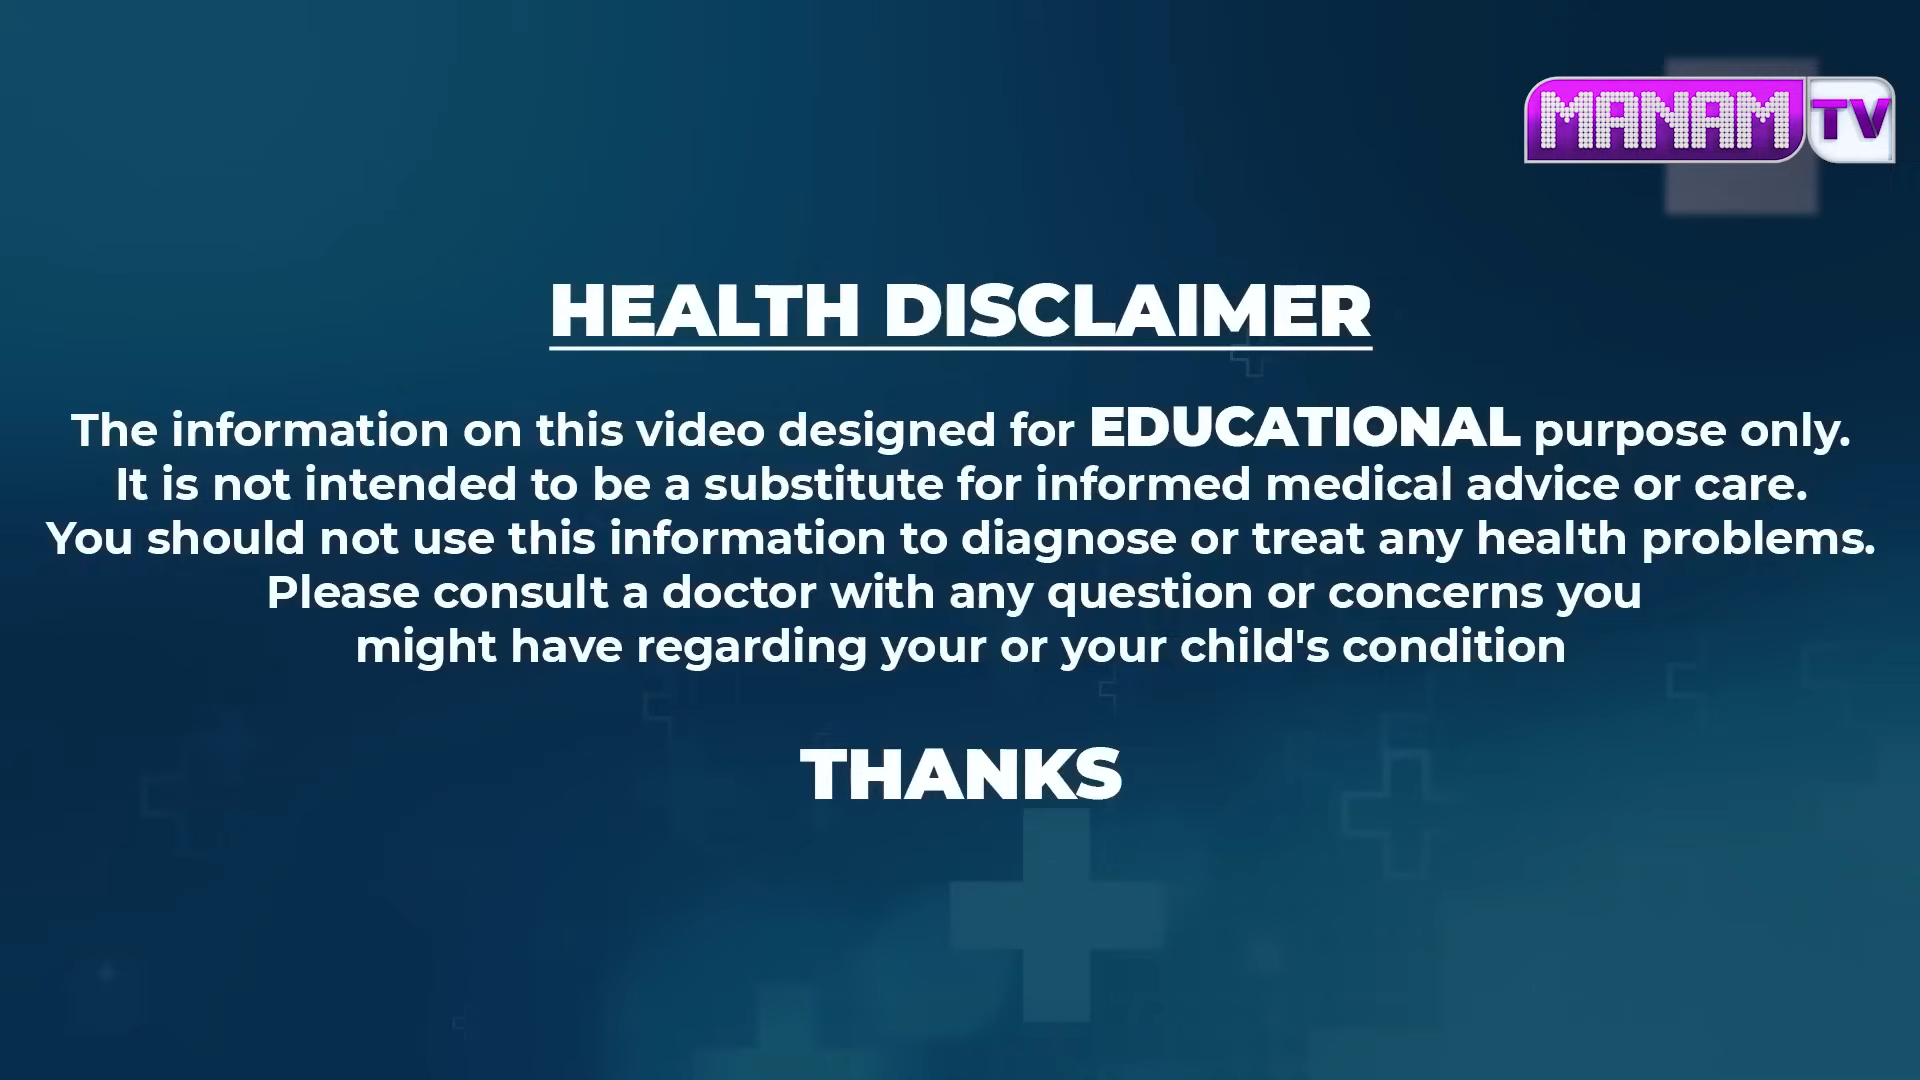 MANAM TV
HEALTH DISCLAIMER
The information on this video designed for EDUCATIONAL purpose only.
It is not intended to be a substitute for informed medical advice or care.
You should not use this information to diagnose or treat any health problems.
Please consult a doctor with any question or concerns you
might have regarding your or your child's condition
THANKS